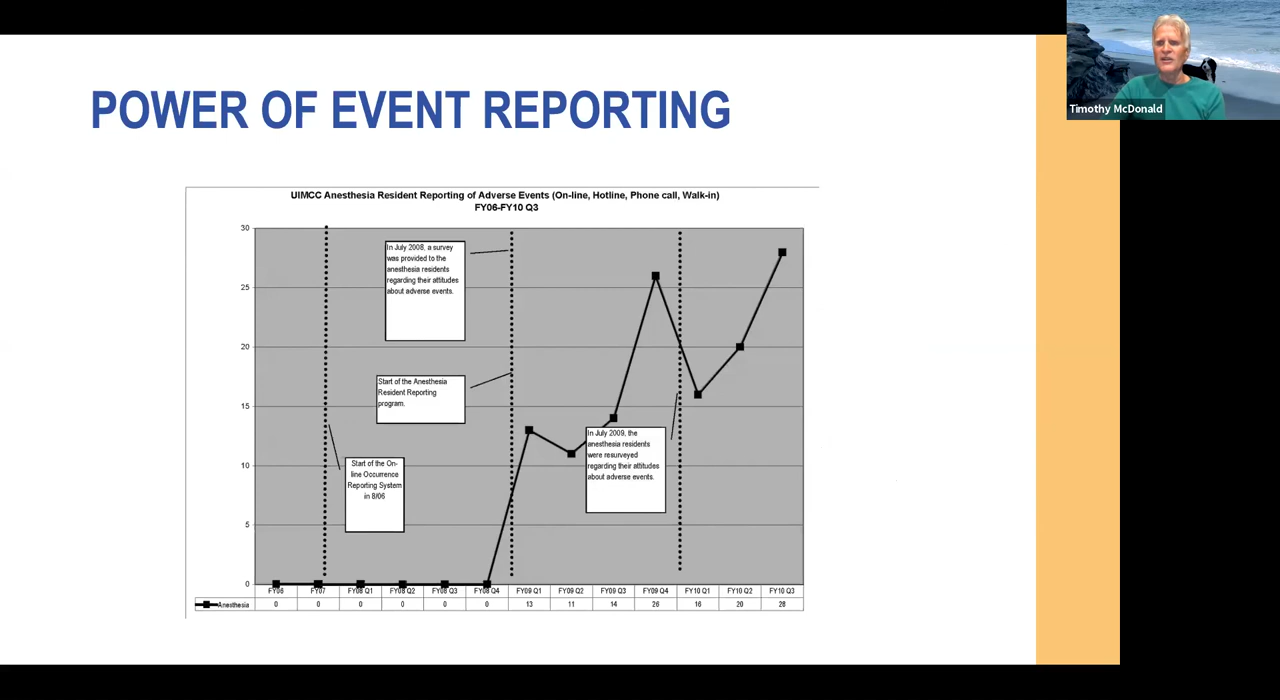 POWER OF EVENT REPORTING
Timothy McDonald
UIMCC Anesthesia Resident Reporting of Adverse Events (On-line, Hotline, Phone call, Walk-in)
FY06-FY10 Q3
30
25
20
15
10
5
0
In July 2008, a survey
was provided to the
anesthesia residents
regarding their attitudes
about adverse events.
Start of the Anesthesia
Resident Reporting
program.
Start of the On-
line Occurrence
Reporting System
in 8/06
In July 2009, the
anesthesia residents
were resurveyed
regarding their attitudes
about adverse events.
FY06 FY07 FY08 Q1 FY08 Q2 FY08 Q3 FY08 Q4 FY09 Q1 FY09 Q2 FY09 Q3 FY09 Q4 FY10 Q1 FY10 Q2 FY10 Q3
Anesthesia 0 0 0 0 0 0 13 11 14 26 16 20 28